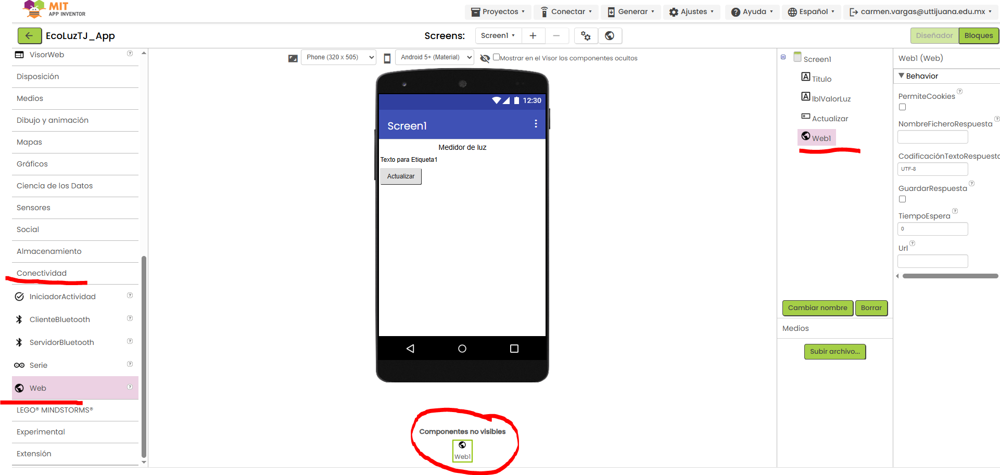 MIT
APP INVENTOR
Proyectos
Conectar
Generar
Ajustes
Ayuda
Español
carmen.vargas@uttijuana.edu.mx
EcoLuzTJ_App
Screens:
Screen1
Diseñador
Bloques
VisorWeb
Disposición
Medios
Dibujo y animación
Mapas
Gráficos
Ciencia de los Datos
Sensores
Social
Almacenamiento
Conectividad
IniciadorActividad
ClienteBluetooth
ServidorBluetooth
Serie
Web
LEGO® MINDSTORMS®
Experimental
Extensión
Phone (320 x 505)
Android 5+ (Material)
Mostrar en el Visor los componentes ocultos
12:30
Screen1
Medidor de luz
Texto para Etiqueta1
Actualizar
Componentes no visibles
Web1
Screen1
Titulo
lblValorLuz
Actualizar
Web1
Cambiar nombre
Borrar
Medios
Subir archivo...
Web1 (Web)
Behavior
PermiteCookies
NombreFicheroRespuesta
CodificaciónTextoRespuesta
UTF-8
GuardarRespuesta
TiempoEspera
0
Url